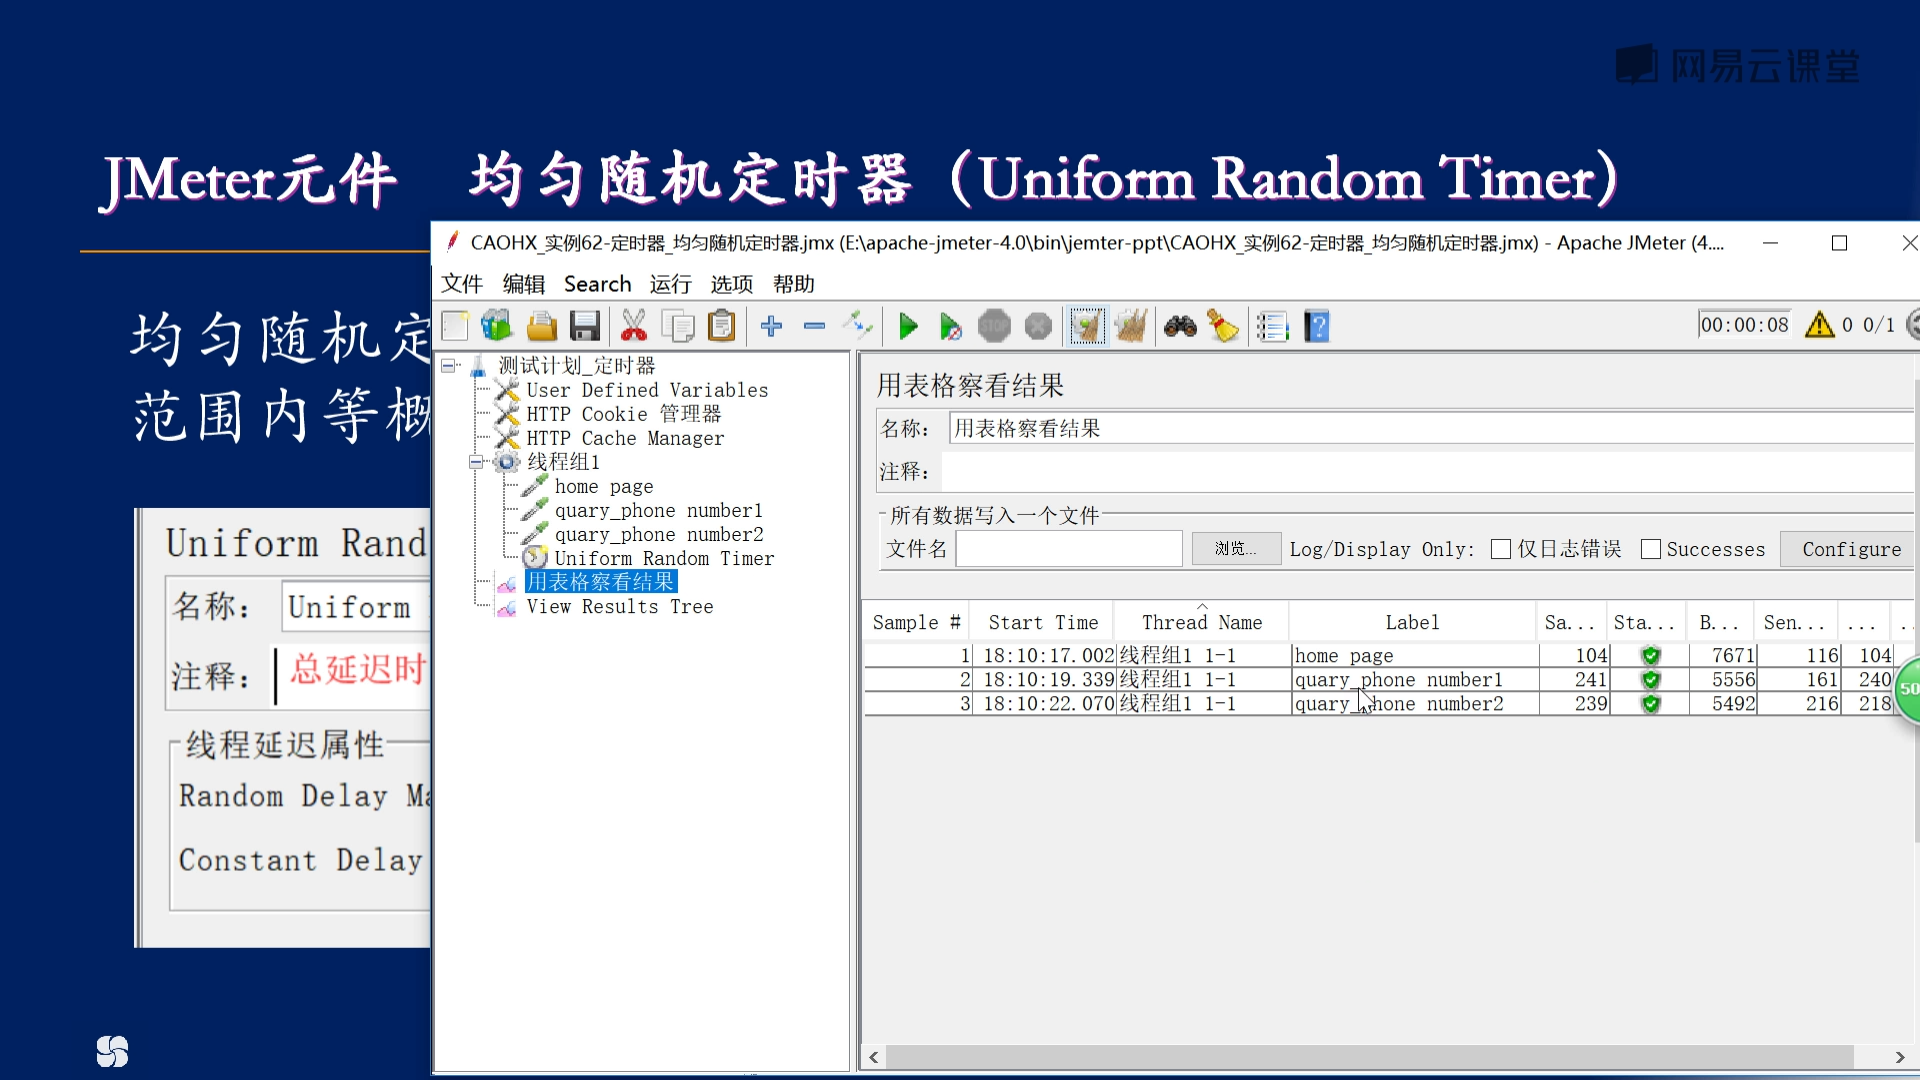 网易云课堂
JMeter元件 均匀随机定时器（Uniform Random Timer）
均匀随机定
范围内等概
Uniform Rand
名称： Uniform
注释： 总延迟时
线程延迟属性
Random Delay Ma
Constant Delay
CAOHX_实例62-定时器_均匀随机定时器.jmx (E:\apache-jmeter-4.0\bin\jemter-ppt\CAOHX_实例62-定时器_均匀随机定时器.jmx) - Apache JMeter (4....
文件 编辑 Search 运行 选项 帮助
STOP
00:00:08 0 0/1
测试计划_定时器
User Defined Variables
HTTP Cookie 管理器
HTTP Cache Manager
线程组1
home page
quary_phone number1
quary_phone number2
Uniform Random Timer
用表格察看结果
View Results Tree
用表格察看结果
名称： 用表格察看结果
注释：
所有数据写入一个文件
文件名 浏览... Log/Display Only: 仅日志错误 Successes Configure
Sample # Start Time Thread Name Label Sa... Sta... B... Sen... ... ..
1 18:10:17.002 线程组1 1-1 home page 104 7671 116 104
2 18:10:19.339 线程组1 1-1 quary_phone number1 241 5556 161 240
3 18:10:22.070 线程组1 1-1 quary_phone number2 239 5492 216 218
50